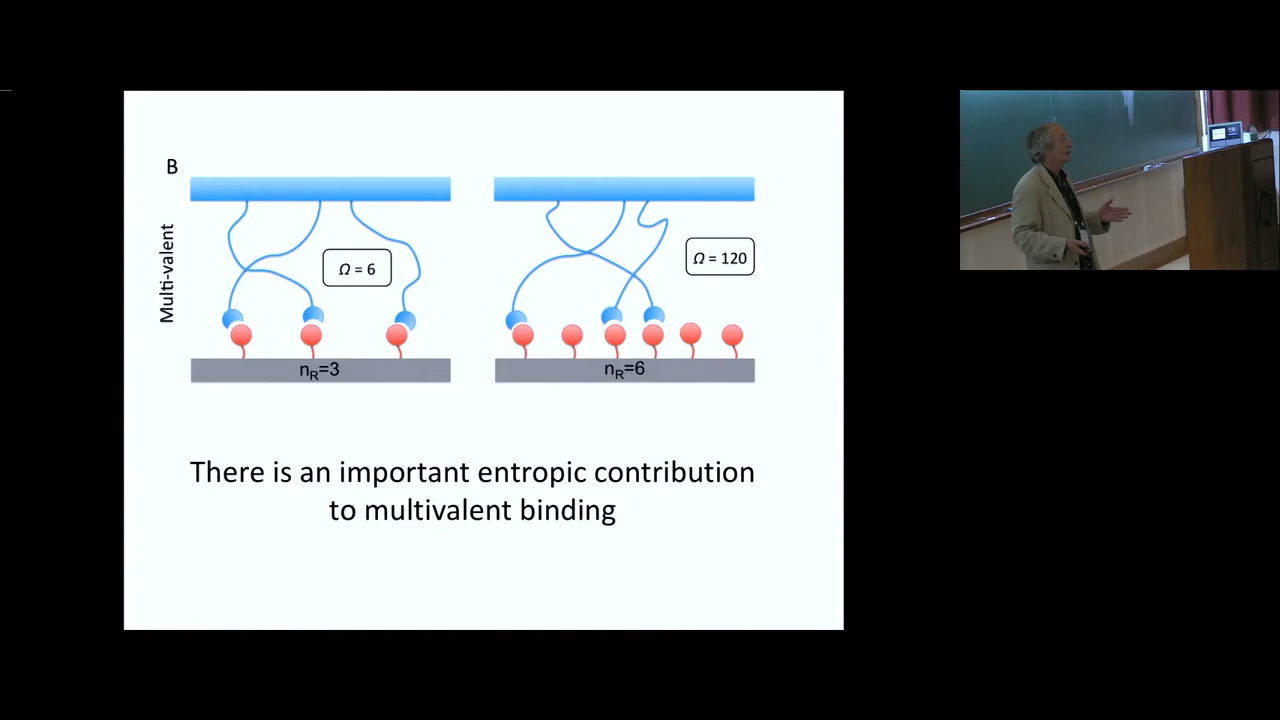 B
Multi-valent
Ω = 6
Ω = 120
nR=3
nR=6
There is an important entropic contribution
to multivalent binding